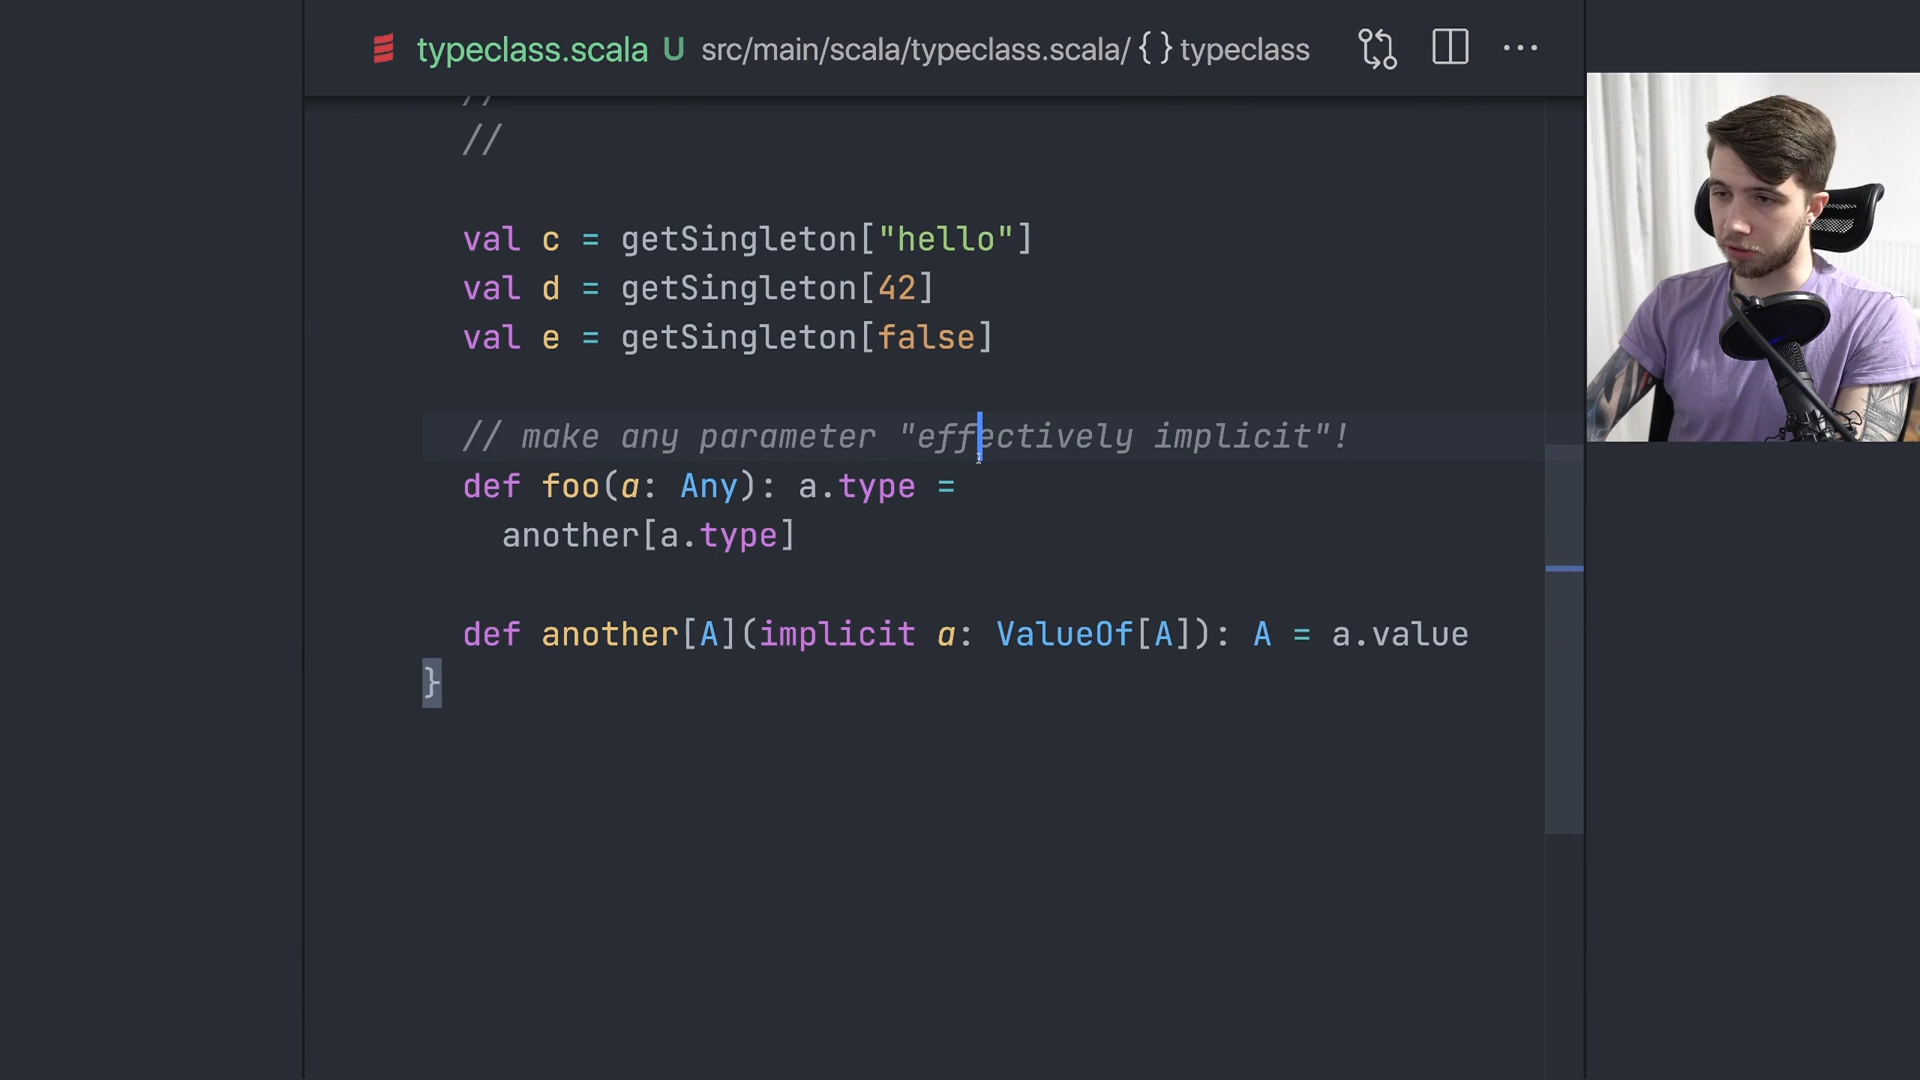 typeclass.scala U src/main/scala/typeclass.scala/{} typeclass ...
//
//
val c = getSingleton["hello"]
val d = getSingleton[42]
val e = getSingleton[false]
// make any parameter "effectively implicit"!
def foo(a: Any): a.type =
another[a.type]
def another[A](implicit a: ValueOf[A]): A = a.value
}